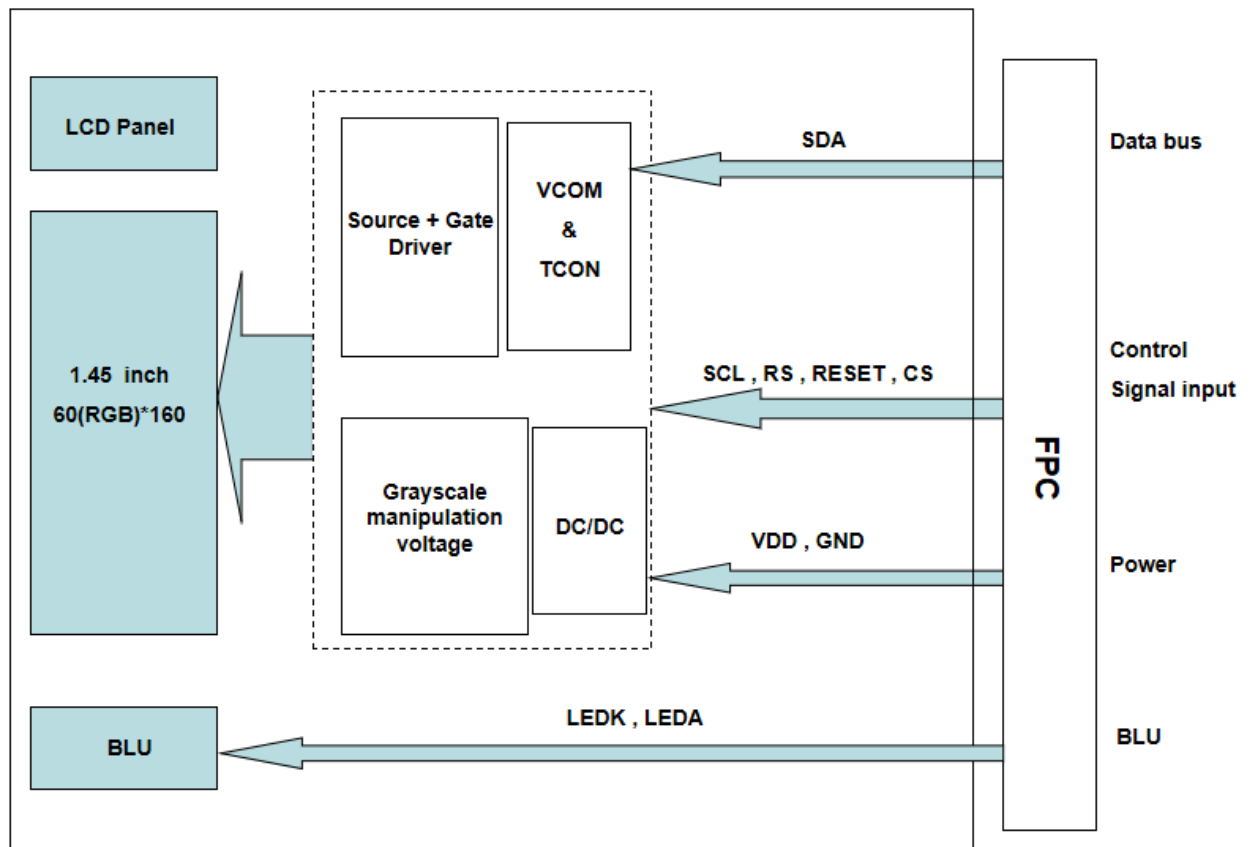 LCD Panel
1.45 inch
60(RGB)*160
BLU
Source + Gate
Driver
VCOM
&
TCON
Grayscale
manipulation
voltage
DC/DC
SDA
SCL , RS , RESET , CS
VDD , GND
LEDK , LEDA
FPC
Data bus
Control
Signal input
Power
BLU